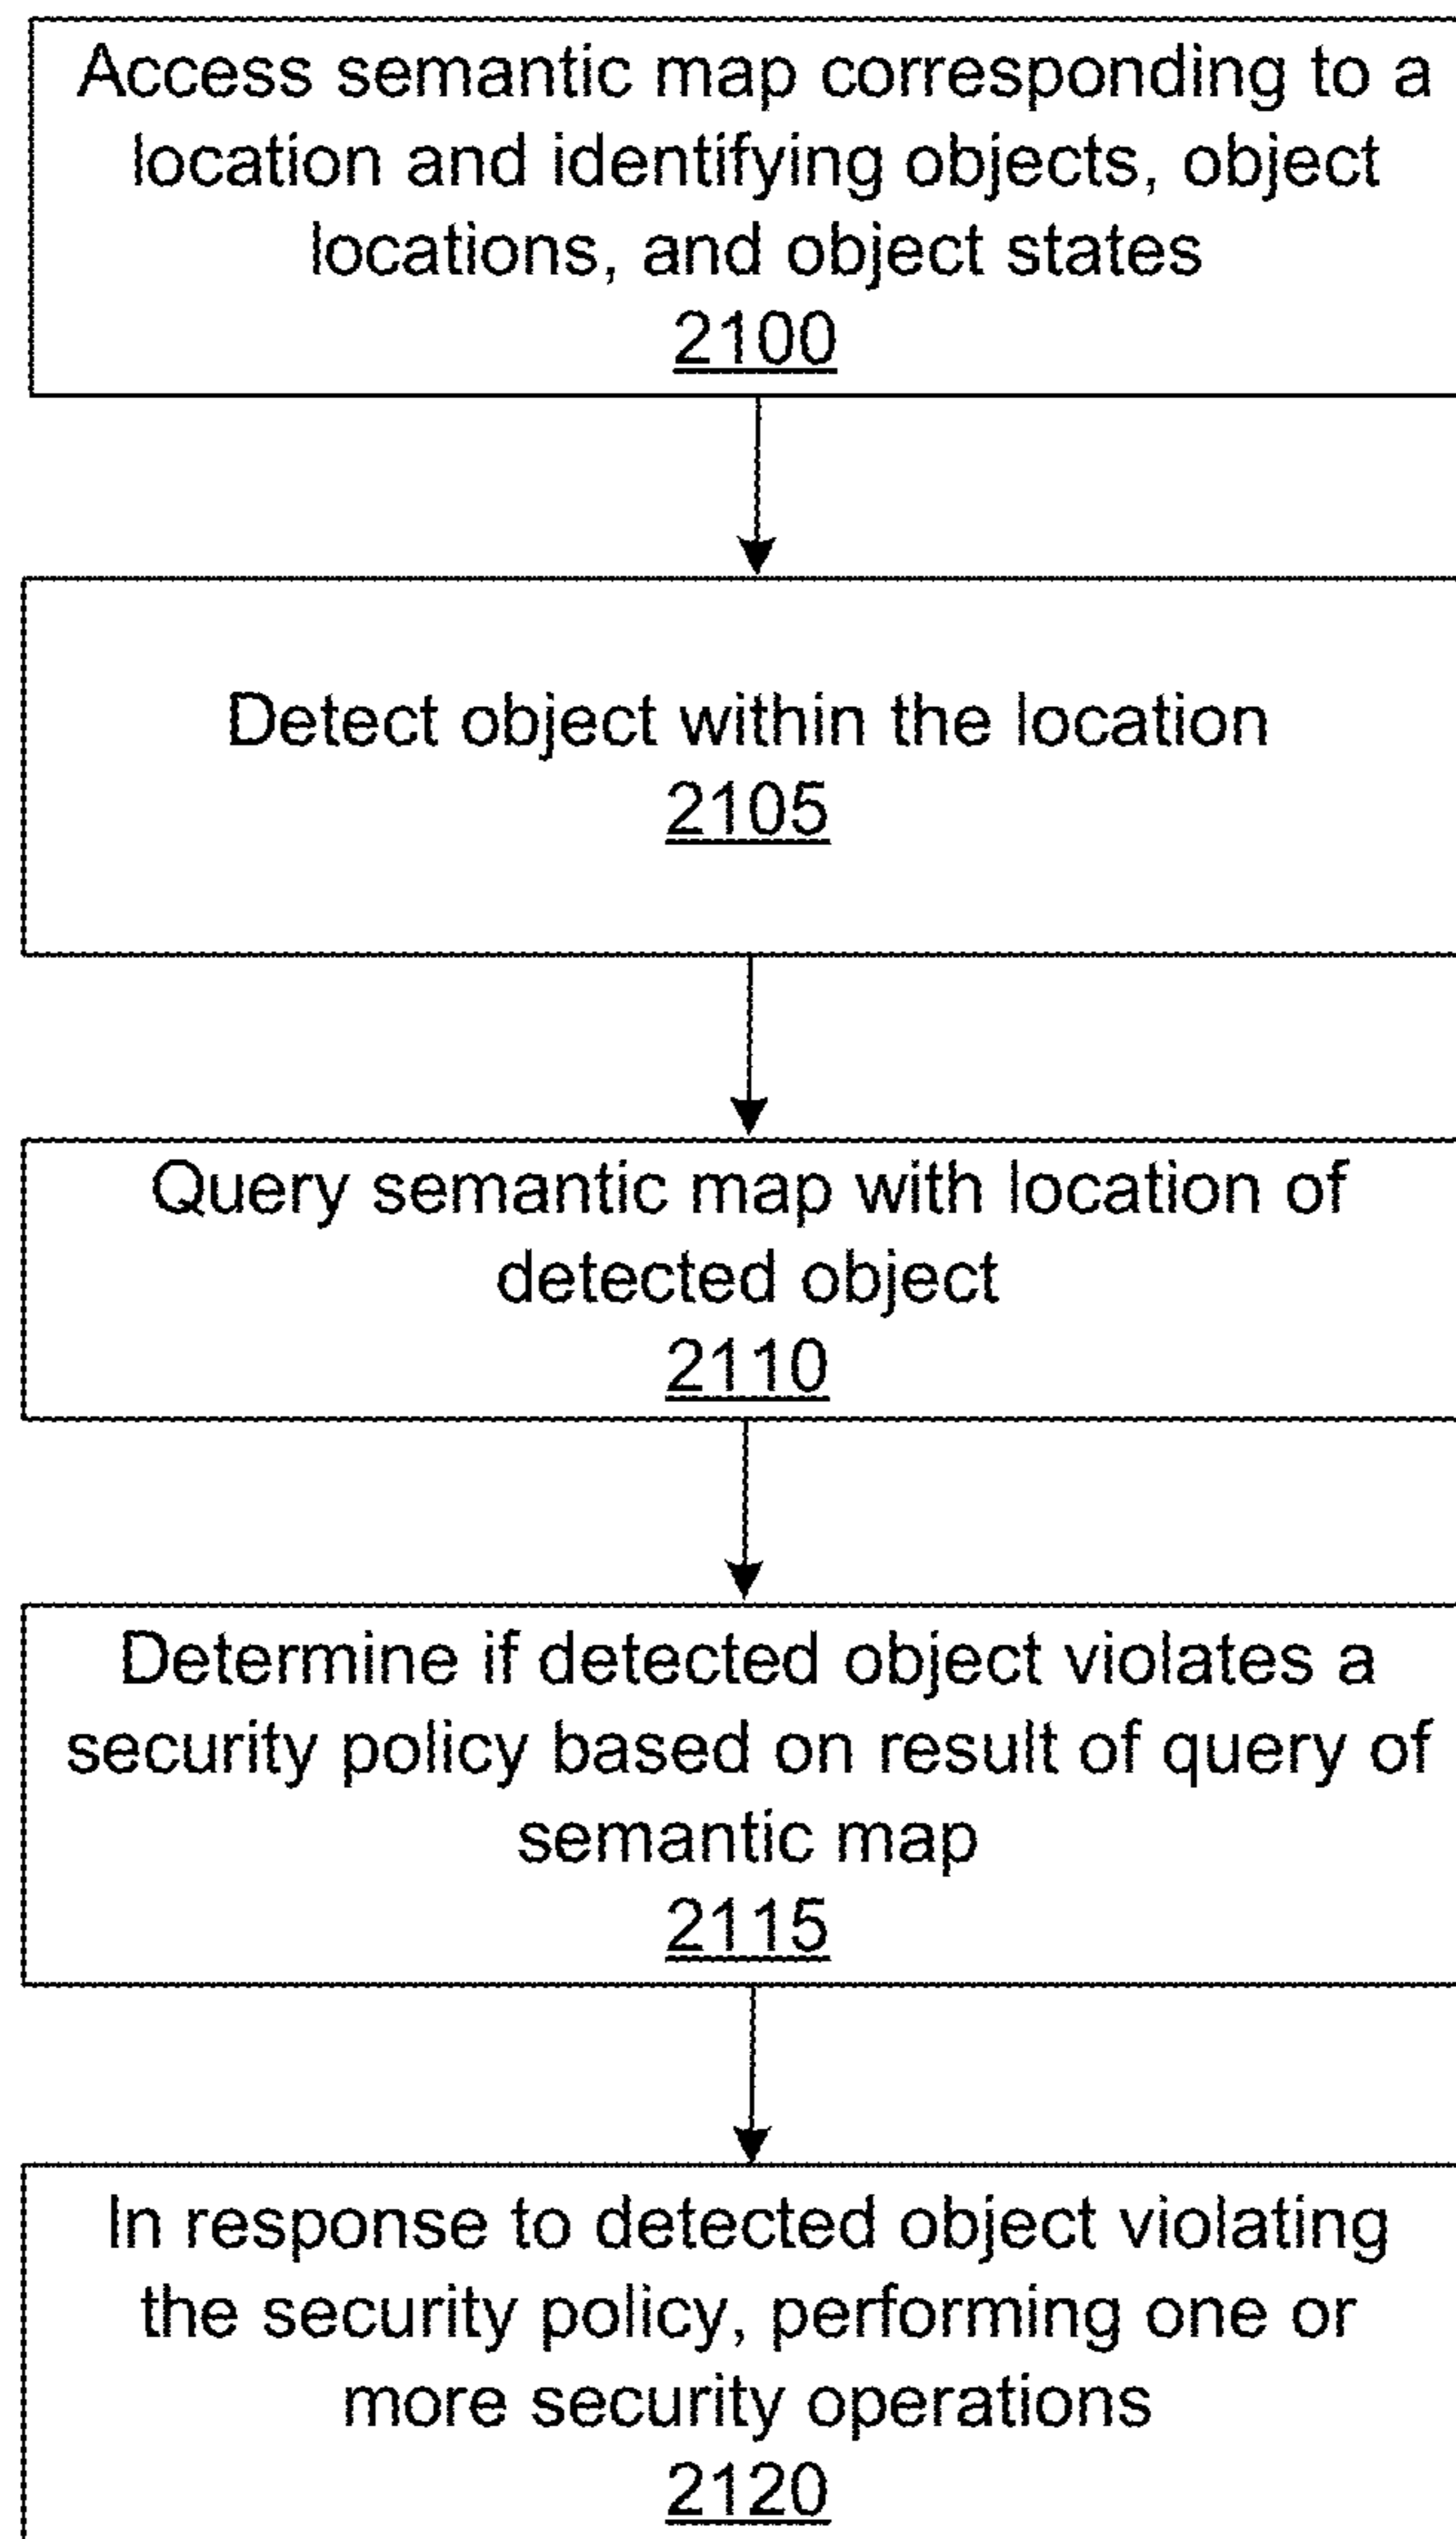 Access semantic map corresponding to a
location and identifying objects, object
locations, and object states
2100
Detect object within the location
2105
Query semantic map with location of
detected object
2110
Determine if detected object violates a
security policy based on result of query of
semantic map
2115
In response to detected object violating
the security policy, performing one or
more security operations
2120